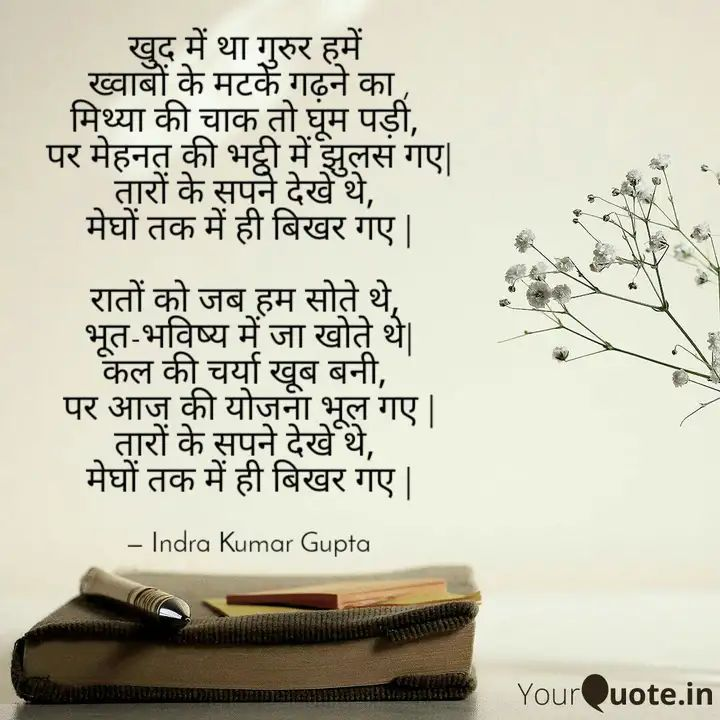 खुद में था गुरुर हमें
ख्वाबों के मटके गढ़ने का ,
मिथ्या की चाक तो घूम पड़ी,
पर मेहनत की भट्ठी में झुलस गए|
तारों के सपने देखे थे,
मेघों तक में ही बिखर गए |
रातों को जब हम सोते थे,
भूत-भविष्य में जा खोते थे|
कल की चर्या खूब बनी,
पर आज की योजना भूल गए |
तारों के सपने देखे थे,
मेघों तक में ही बिखर गए |
– Indra Kumar Gupta
YourQuote.in